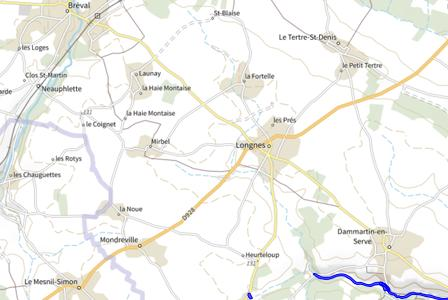 Bréval
St-Blaise
Le Tertre-St-Denis
les Loges
le Petit Tertre
Clos St-Martin
Launay
la Fortelle
Neauphlette
la Haie Montaise
131
la Haie Montaise
les Prés
le Coignet
Mirbel
Longnes
les Rotys
les Chauguettes
la Noue
D928
Dammartin-en-
Serve
Mondreville
Heurteloup
132
Le Mesnil-Simon